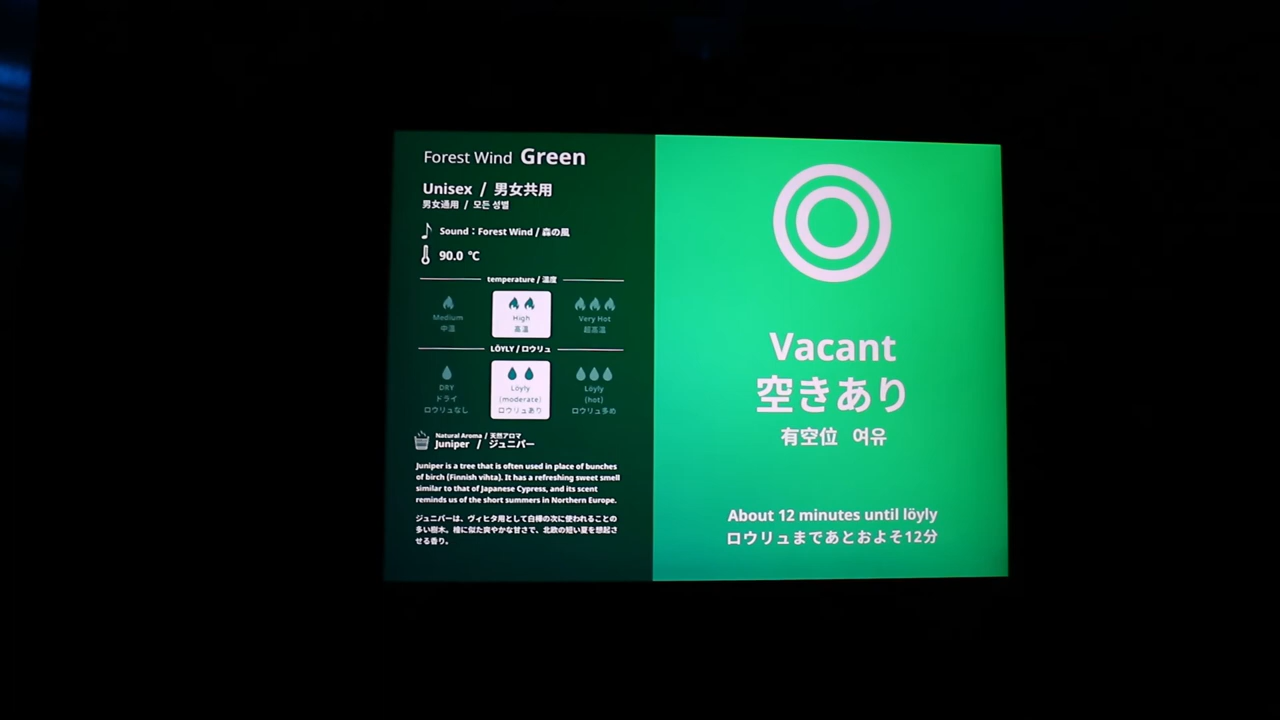 Forest Wind Green
Unisex / 男女共用
男女通用 / 모든 성별
Sound : Forest Wind / 森の風
90.0 ℃
temperature / 温度
Medium
中温
High
高温
Very Hot
超高温
LÖYLY / ロウリュ
DRY
ドライ
ロウリュなし
Löyly
(moderate)
ロウリュあり
Löyly
(hot)
ロウリュ多め
Natural Aroma / 天然アロマ
Juniper / ジュニパー
Juniper is a tree that is often used in place of bunches
of birch (Finnish vihta). It has a refreshing sweet smell
similar to that of Japanese Cypress, and its scent
reminds us of the short summers in Northern Europe.
ジュニパーは、ヴィヒタ用として白樺の次に使われることの
多い樹木。檜に似た爽やかな甘さで、北欧の短い夏を想起さ
せる香り。
Vacant
空きあり
有空位 여유
About 12 minutes until löyly
ロウリュまであとおよそ12分